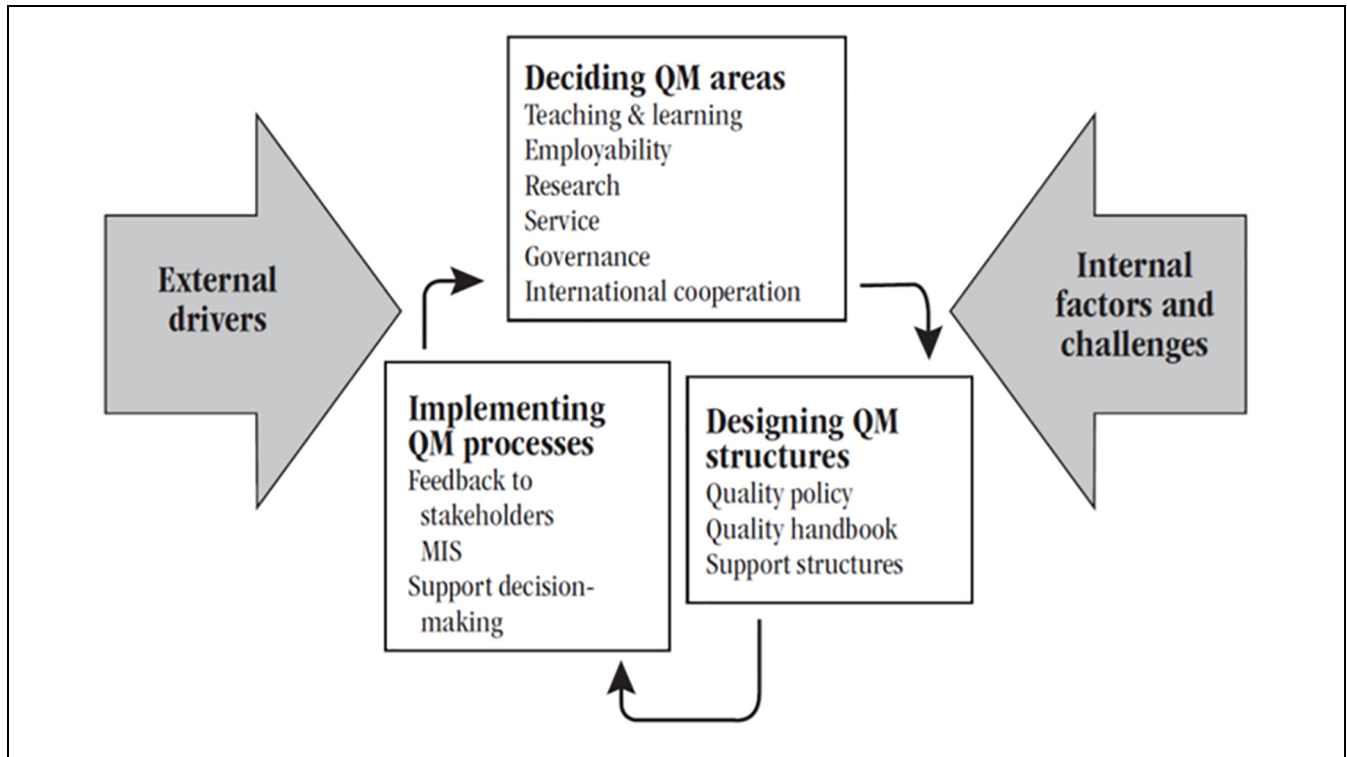 Deciding QM areas
Teaching & learning
Employability
Research
Service
Governance
International cooperation
External
drivers
Internal
factors and
challenges
Implementing
QM processes
Feedback to
stakeholders
MIS
Support decision-
making
Designing QM
structures
Quality policy
Quality handbook
Support structures